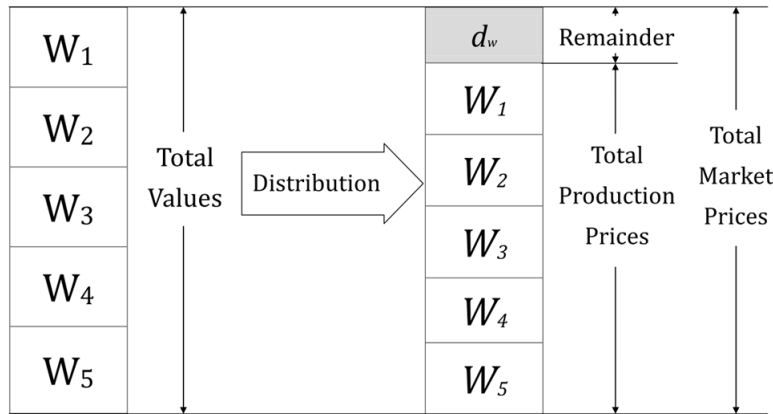 W₁
W₂
W₃
W₄
W₅
Total
Values
Distribution
d_w
W₁
W₂
W₃
W₄
W₅
Remainder
Total
Production
Prices
Total
Market
Prices